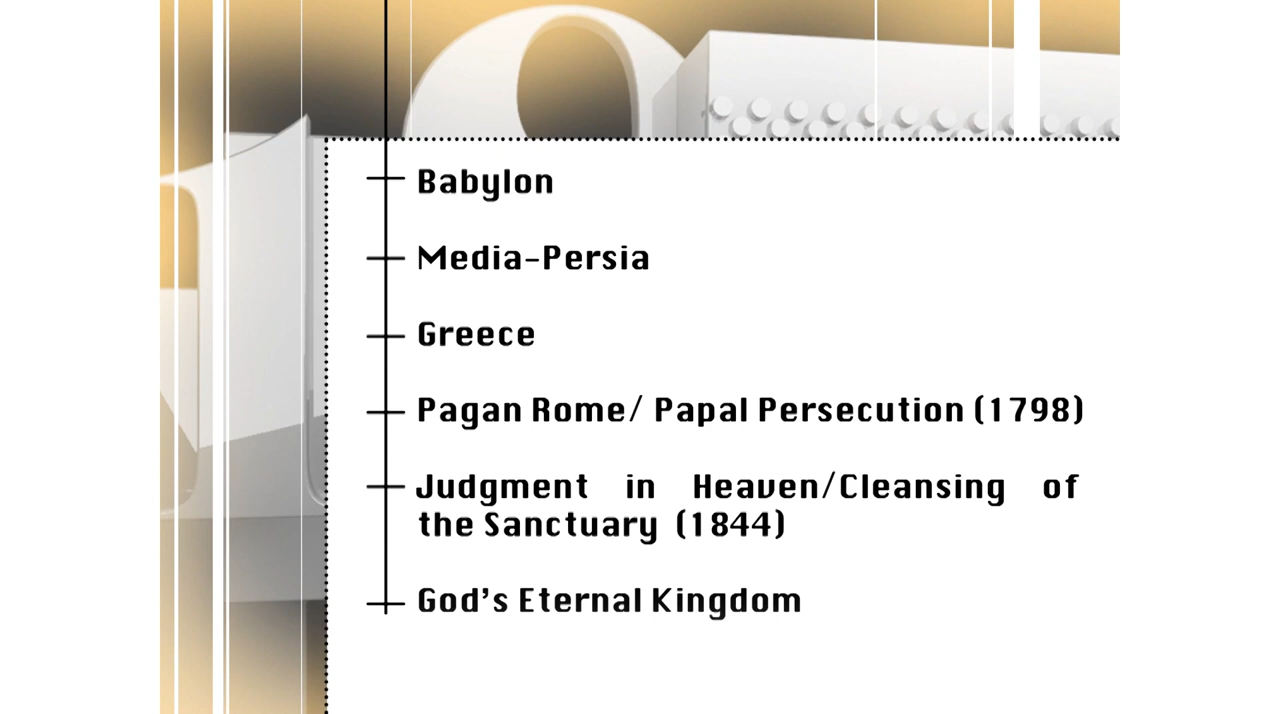 Babylon
Media-Persia
Greece
Pagan Rome/ Papal Persecution (1798)
Judgment in Heaven/Cleansing of
the Sanctuary (1844)
God's Eternal Kingdom